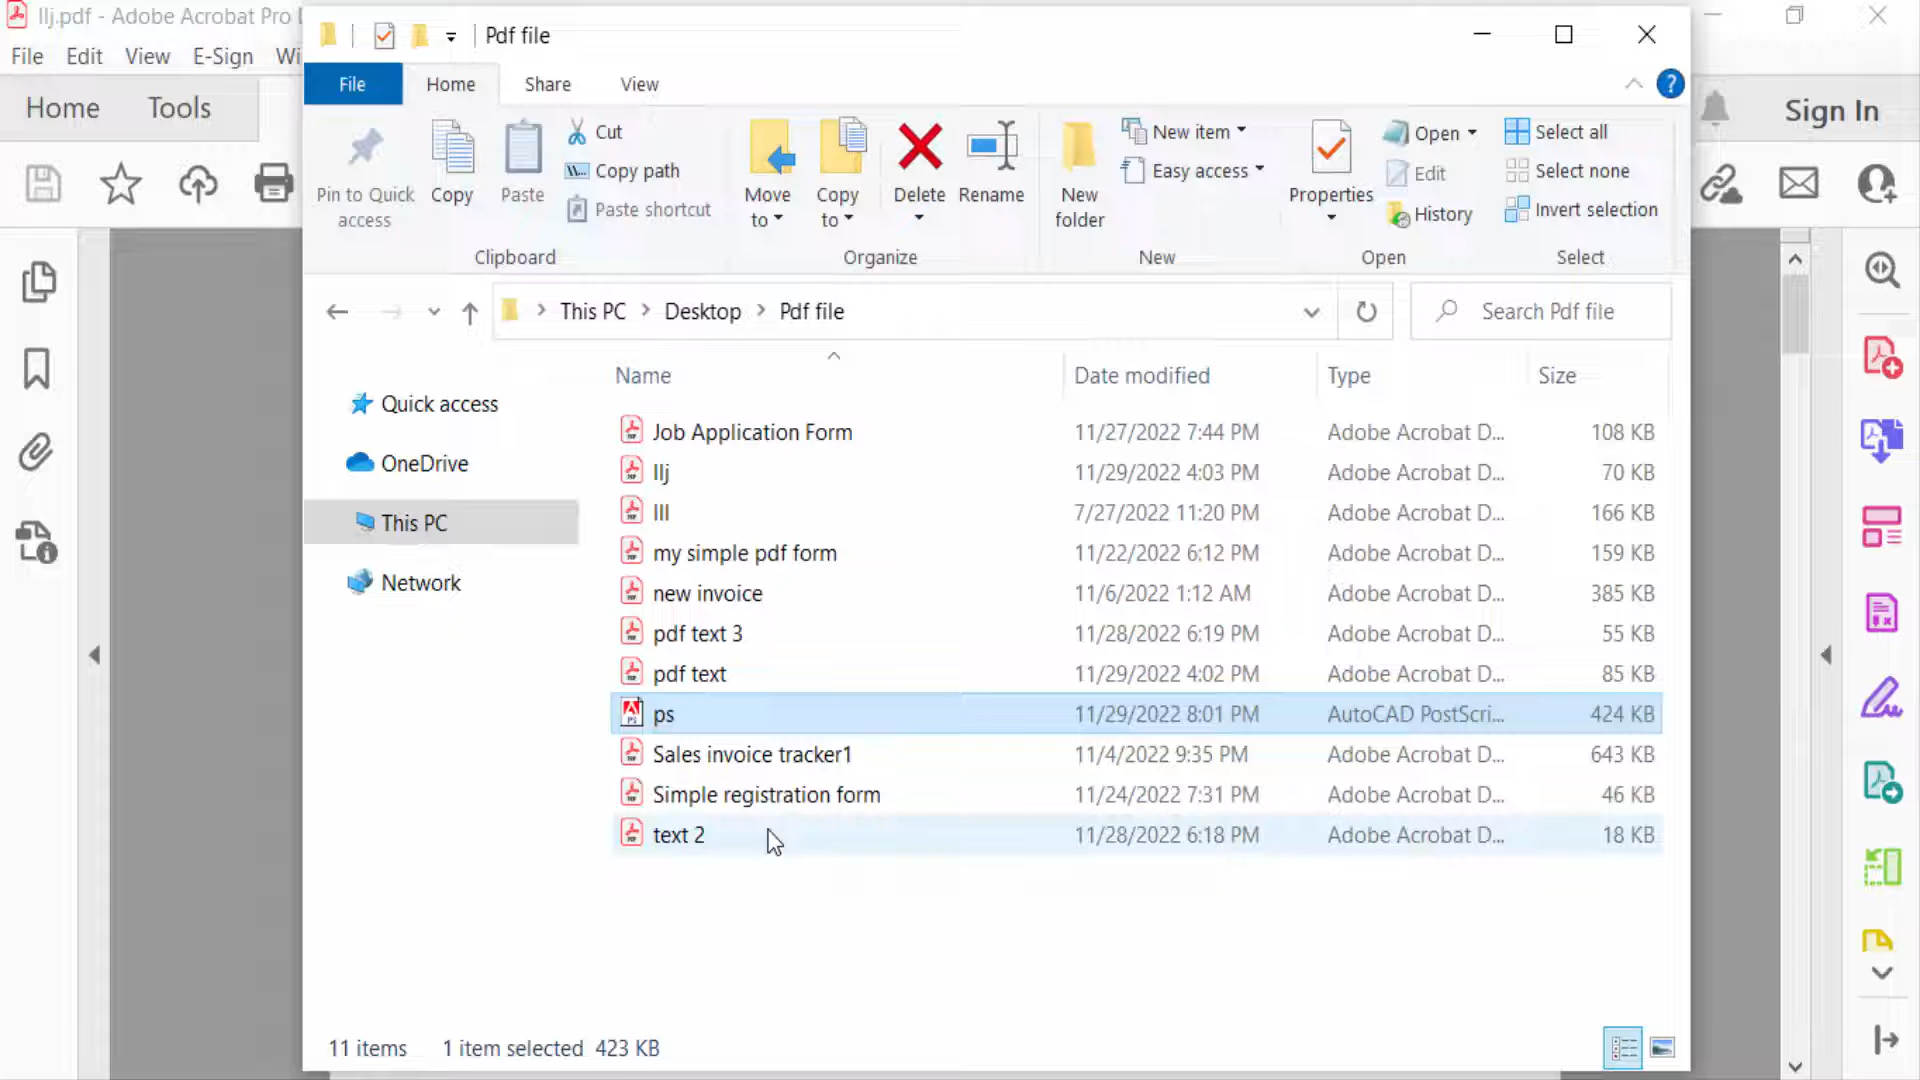 llj.pdf - Adobe Acrobat Pro
File Edit View E-Sign Wi
Home Tools
Sign In
Pdf file
File Home Share View
Pin to Quick access
Copy
Paste
Cut
Copy path
Paste shortcut
Clipboard
Move to
Copy to
Delete
Rename
Organize
New folder
New item
Easy access
New
Properties
Open
Edit
History
Open
Select all
Select none
Invert selection
Select
This PC > Desktop > Pdf file
Search Pdf file
Quick access
OneDrive
This PC
Network
Name Date modified Type Size
Job Application Form 11/27/2022 7:44 PM Adobe Acrobat D... 108 KB
llj 11/29/2022 4:03 PM Adobe Acrobat D... 70 KB
lll 7/27/2022 11:20 PM Adobe Acrobat D... 166 KB
my simple pdf form 11/22/2022 6:12 PM Adobe Acrobat D... 159 KB
new invoice 11/6/2022 1:12 AM Adobe Acrobat D... 385 KB
pdf text 3 11/28/2022 6:19 PM Adobe Acrobat D... 55 KB
pdf text 11/29/2022 4:02 PM Adobe Acrobat D... 85 KB
ps 11/29/2022 8:01 PM AutoCAD PostScri... 424 KB
Sales invoice tracker1 11/4/2022 9:35 PM Adobe Acrobat D... 643 KB
Simple registration form 11/24/2022 7:31 PM Adobe Acrobat D... 46 KB
text 2 11/28/2022 6:18 PM Adobe Acrobat D... 18 KB
11 items 1 item selected 423 KB